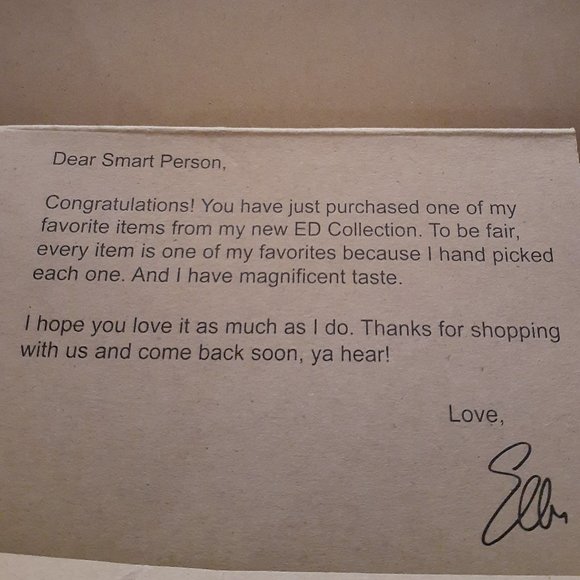 Dear Smart Person,
Congratulations! You have just purchased one of my
favorite items from my new ED Collection. To be fair,
every item is one of my favorites because I hand picked
each one. And I have magnificent taste.
I hope you love it as much as I do. Thanks for shopping
with us and come back soon, ya hear!
Love,
Ellen